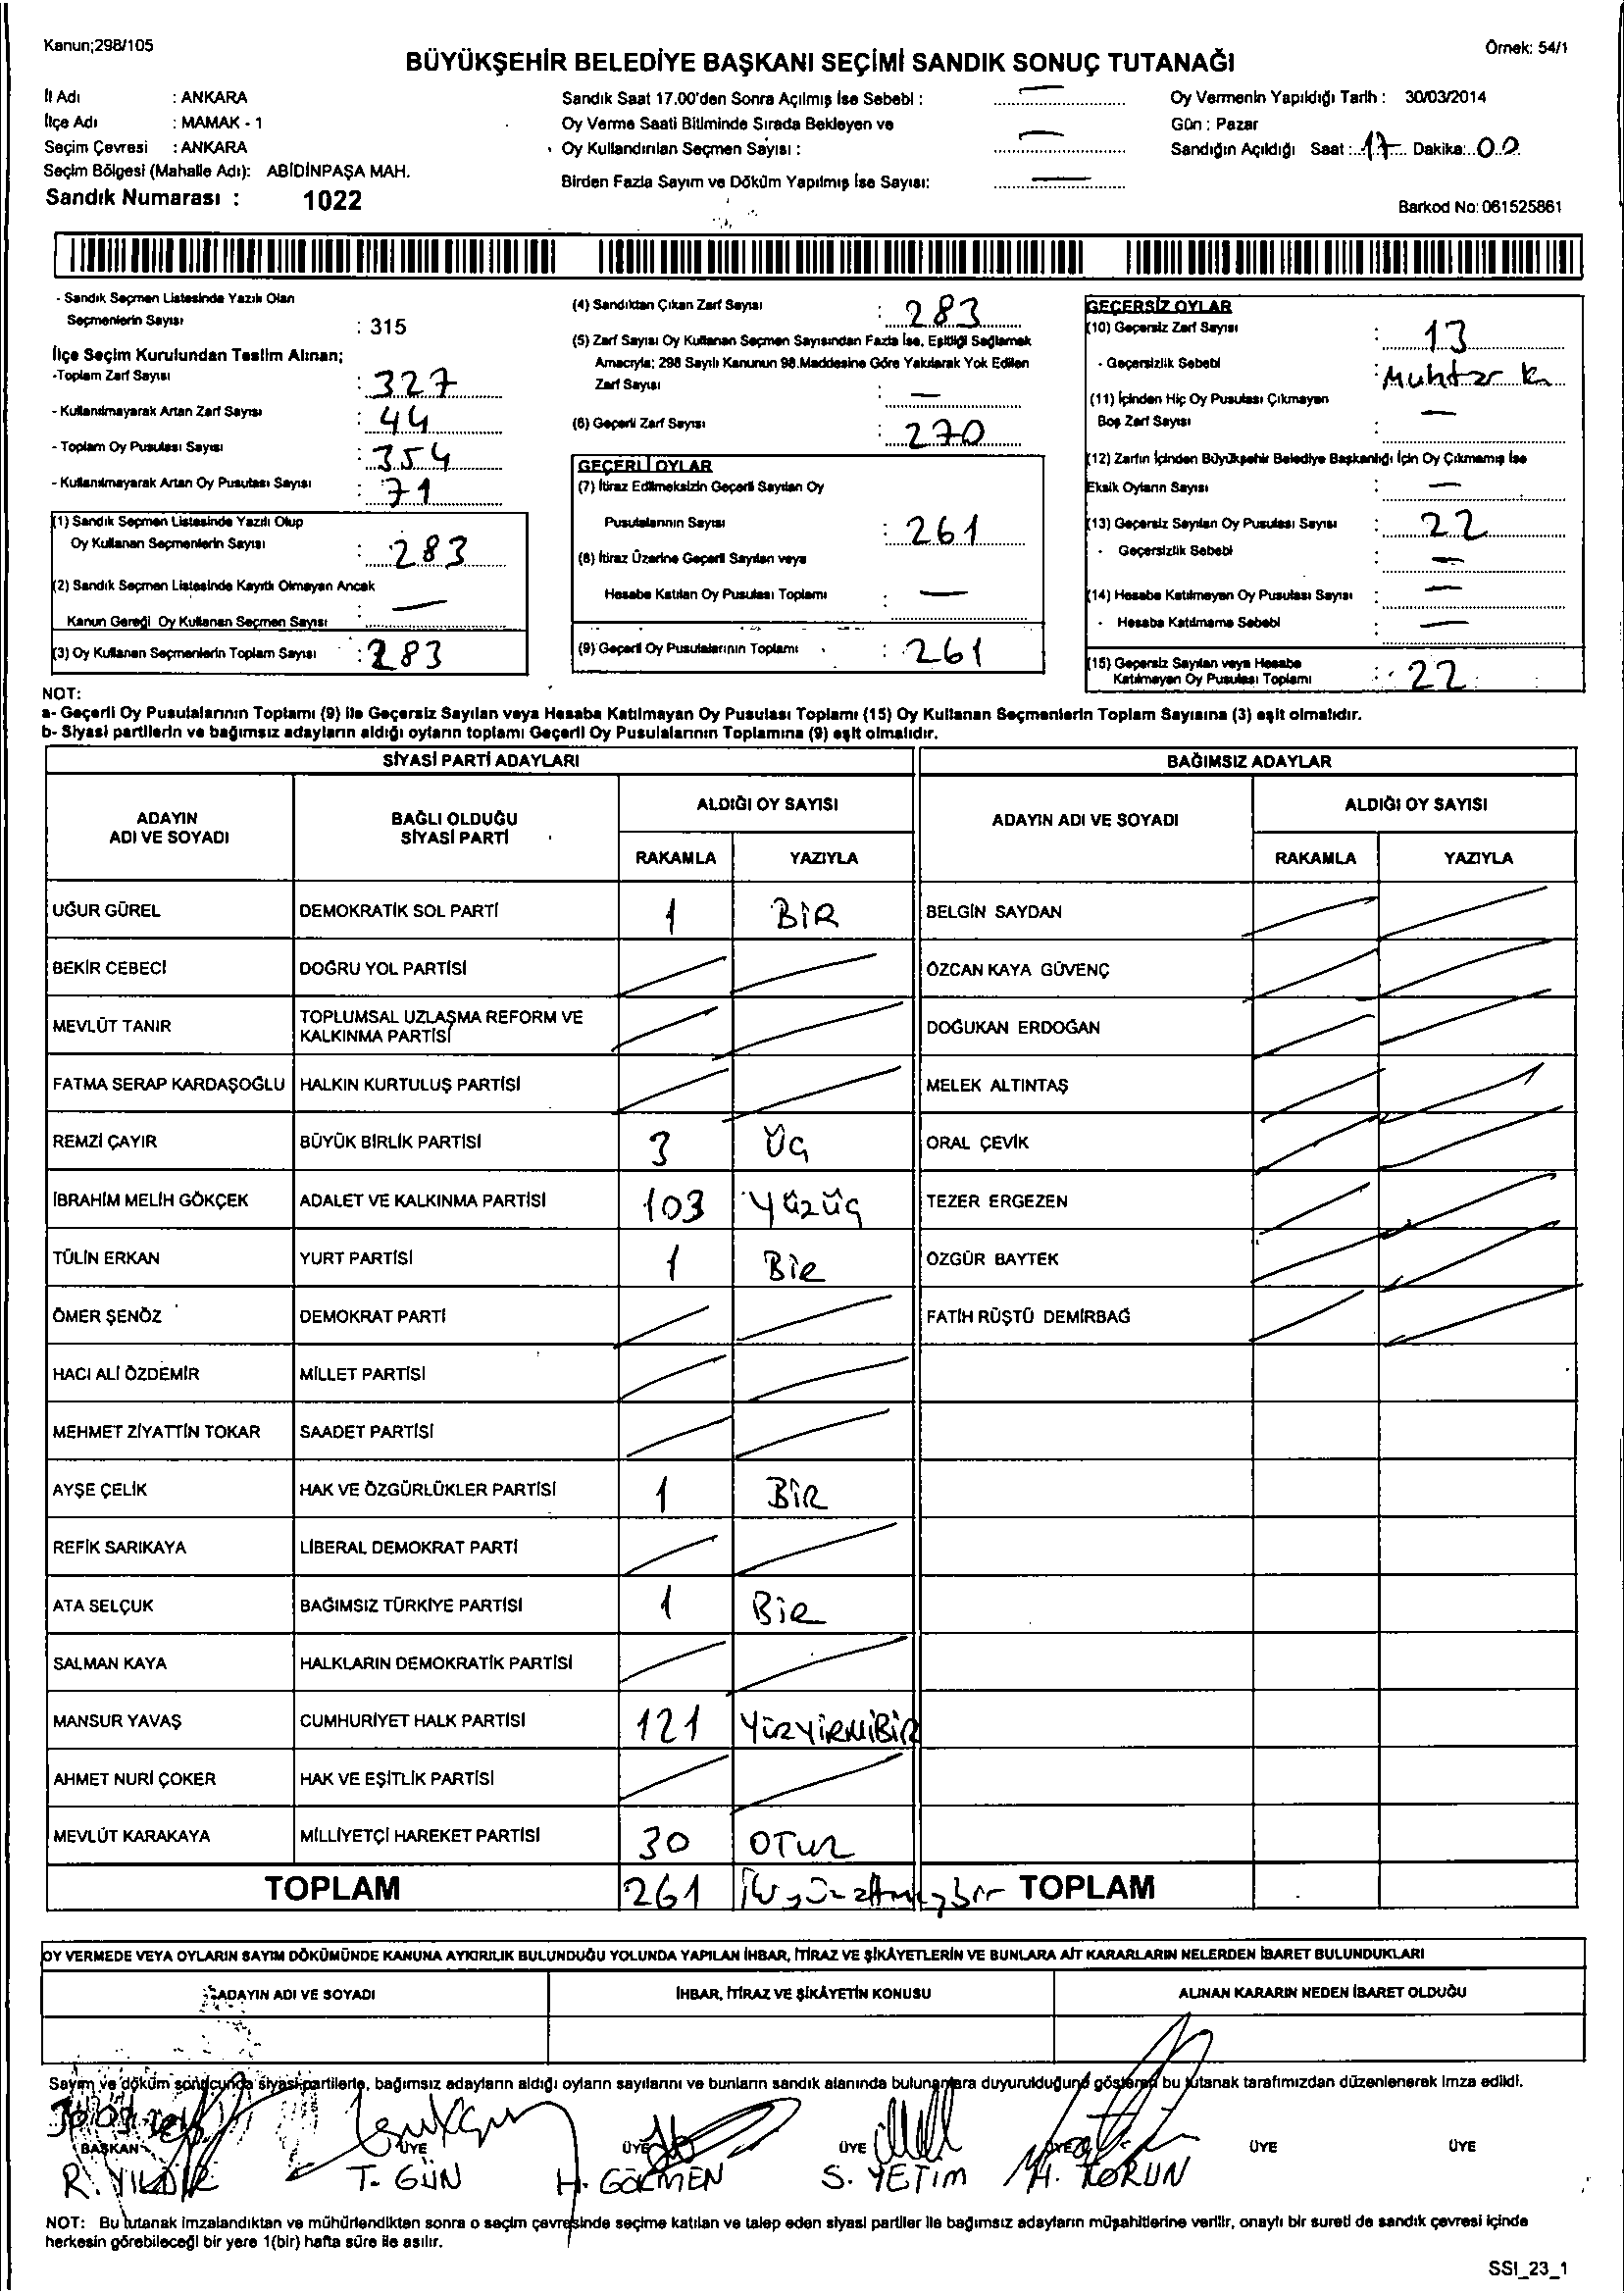 Kanun;298/105
Örnek: 54/1
BÜYÜKŞEHİR BELEDİYE BAŞKANI SEÇİMİ SANDIK SONUÇ TUTANAĞI
İl Adı : ANKARA
İlçe Adı : MAMAK - 1
Seçim Çevresi : ANKARA
Seçim Bölgesi (Mahalle Adı): ABİDİNPAŞA MAH.
Sandık Numarası : 1022
Sandık Saat 17.00'den Sonra Açılmış İse Sebebi : —
Oy Verme Saati Bitiminde Sırada Bekleyen ve
Oy Kullandırılan Seçmen Sayısı : —
Birden Fazla Sayım ve Döküm Yapılmış İse Sayısı: —
Oy Vermenin Yapıldığı Tarih : 30/03/2014
Gün : Pazar
Sandığın Açıldığı Saat : 17 Dakika: 00
Barkod No: 061525861
- Sandık Seçmen Listesinde Yazılı Olan
Seçmenlerin Sayısı : 315
İlçe Seçim Kurulundan Teslim Alınan;
-Toplam Zarf Sayısı : 327
- Kullanılmayarak Artan Zarf Sayısı : 44
- Toplam Oy Pusulası Sayısı : 354
- Kullanılmayarak Artan Oy Pusulası Sayısı : 71
(1) Sandık Seçmen Listesinde Yazılı Olup
Oy Kullanan Seçmenlerin Sayısı : 283
(2) Sandık Seçmen Listesinde Kayıtlı Olmayan Ancak
Kanun Gereği Oy Kullanan Seçmen Sayısı : —
(3) Oy Kullanan Seçmenlerin Toplam Sayısı : 283
(4) Sandıktan Çıkan Zarf Sayısı : 283
(5) Zarf Sayısı Oy Kullanan Seçmen Sayısından Fazla İse, Eşitliği Sağlamak
Amacıyla; 298 Sayılı Kanunun 98.Maddesine Göre Yakılarak Yok Edilen
Zarf Sayısı : —
(6) Geçerli Zarf Sayısı : 270
GEÇERLİ OYLAR
(7) İtiraz Edilmeksizin Geçerli Sayılan Oy
Pusulalarının Sayısı : 261
(8) İtiraz Üzerine Geçerli Sayılan veya
Hesaba Katılan Oy Pusulası Toplamı : —
(9) Geçerli Oy Pusulalarının Toplamı : 261
GEÇERSİZ OYLAR
(10) Geçersiz Zarf Sayısı : 13
- Geçersizlik Sebebi : Muhtar
(11) İçinden Hiç Oy Pusulası Çıkmayan
Boş Zarf Sayısı : —
(12) Zarfın İçinden Büyükşehir Belediye Başkanlığı İçin Oy Çıkmamış İse
Eksik Oyların Sayısı : —
(13) Geçersiz Sayılan Oy Pusulası Sayısı : 22
- Geçersizlik Sebebi : —
(14) Hesaba Katılmayan Oy Pusulası Sayısı : —
- Hesaba Katılmama Sebebi : —
(15) Geçersiz Sayılan veya Hesaba
Katılmayan Oy Pusulası Toplamı : 22
NOT:
a- Geçerli Oy Pusulalarının Toplamı (9) ile Geçersiz Sayılan veya Hesaba Katılmayan Oy Pusulası Toplamı (15) Oy Kullanan Seçmenlerin Toplam Sayısına (3) eşit olmalıdır.
b- Siyasi partilerin ve bağımsız adayların aldığı oyların toplamı Geçerli Oy Pusulalarının Toplamına (9) eşit olmalıdır.
SİYASİ PARTİ ADAYLARI
ADAYIN
ADI VE SOYADI
BAĞLI OLDUĞU
SİYASİ PARTİ
ALDIĞI OY SAYISI
RAKAMLA YAZIYLA
UĞUR GÜREL DEMOKRATİK SOL PARTİ 1 BİR
BEKİR CEBECİ DOĞRU YOL PARTİSİ
MEVLÜT TANIR TOPLUMSAL UZLAŞMA REFORM VE
KALKINMA PARTİSİ
FATMA SERAP KARDAŞOĞLU HALKIN KURTULUŞ PARTİSİ
REMZİ ÇAYIR BÜYÜK BİRLİK PARTİSİ 3 ÜÇ
İBRAHİM MELİH GÖKÇEK ADALET VE KALKINMA PARTİSİ 103 Yüzüç
TÜLİN ERKAN YURT PARTİSİ 1 BİR
ÖMER ŞENÖZ DEMOKRAT PARTİ
HACI ALİ ÖZDEMİR MİLLET PARTİSİ
MEHMET ZİYATTİN TOKAR SAADET PARTİSİ
AYŞE ÇELİK HAK VE ÖZGÜRLÜKLER PARTİSİ 1 BİR
REFİK SARIKAYA LİBERAL DEMOKRAT PARTİ
ATA SELÇUK BAĞIMSIZ TÜRKİYE PARTİSİ 1 BİR
SALMAN KAYA HALKLARIN DEMOKRATİK PARTİSİ
MANSUR YAVAŞ CUMHURİYET HALK PARTİSİ 121 YÜZYİRMİBİR
AHMET NURİ ÇOKER HAK VE EŞİTLİK PARTİSİ
MEVLÜT KARAKAYA MİLLİYETÇİ HAREKET PARTİSİ 30 OTUZ
TOPLAM 261 İkiyüzaltmışbir
BAĞIMSIZ ADAYLAR
ADAYIN ADI VE SOYADI
ALDIĞI OY SAYISI
RAKAMLA YAZIYLA
BELGİN SAYDAN
ÖZCAN KAYA GÜVENÇ
DOĞUKAN ERDOĞAN
MELEK ALTINTAŞ
ORAL ÇEVİK
TEZER ERGEZEN
ÖZGÜR BAYTEK
FATİH RÜŞTÜ DEMİRBAĞ
TOPLAM
OY VERMEDE VEYA OYLARIN SAYIM DÖKÜMÜNDE KANUNA AYKIRILIK BULUNDUĞU YOLUNDA YAPILAN İHBAR, İTİRAZ VE ŞİKÂYETLERİN VE BUNLARA AİT KARARLARIN NELERDEN İBARET BULUNDUKLARI
ADAYIN ADI VE SOYADI
İHBAR, İTİRAZ VE ŞİKÂYETİN KONUSU
ALINAN KARARIN NEDEN İBARET OLDUĞU
Sayım ve döküm sonucunda siyasi partilerle, bağımsız adayların aldığı oyların sayılarını ve bunların sandık alanında bulunanlara duyurulduğunu gösteren bu tutanak tarafımızdan düzenlenerek imza edildi.
BAŞKAN ÜYE ÜYE ÜYE ÜYE ÜYE ÜYE
R. YILDIZ T. GÜN H. GÖKMEN S. YETİM H. KORUN
NOT: Bu tutanak imzalandıktan ve mühürlendikten sonra o seçim çevresinde seçime katılan ve talep eden siyasi partiler ile bağımsız adayların müşahitlerine verilir, onaylı bir sureti de sandık çevresi içinde
herkesin görebileceği bir yere 1(bir) hafta süre ile asılır.
SSI_23_1